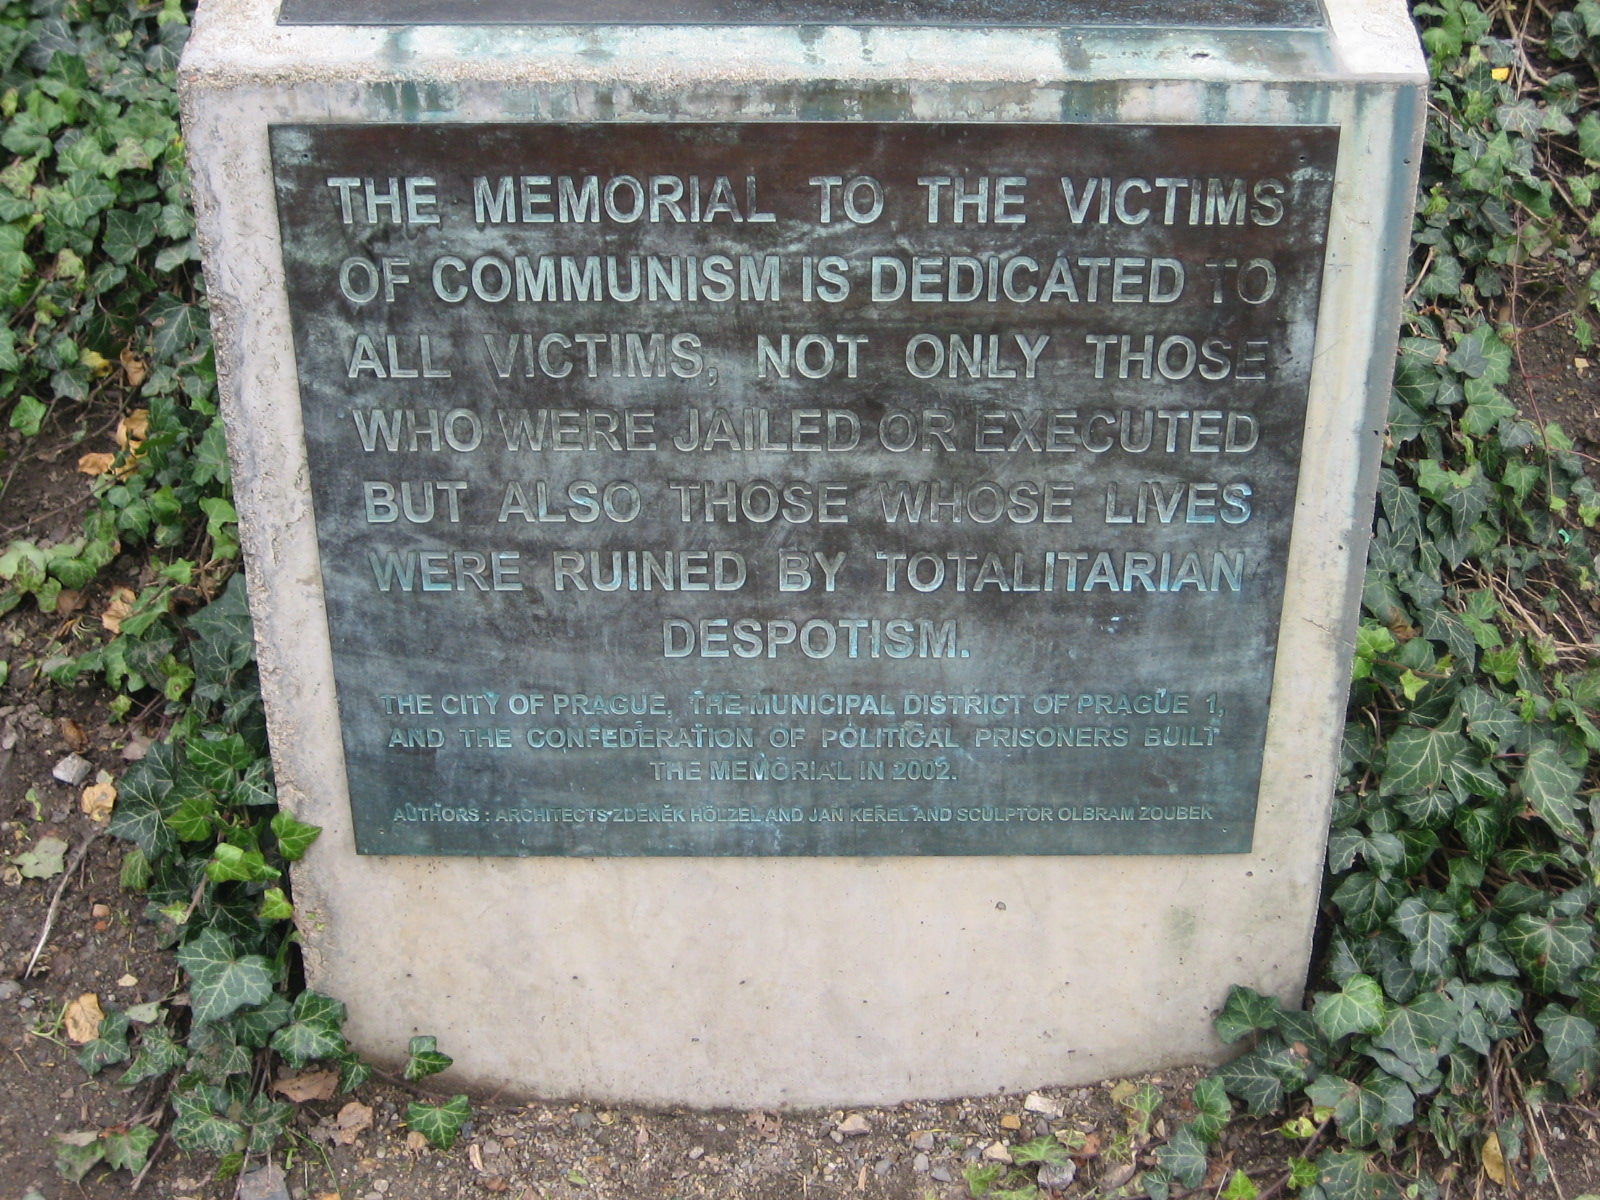 THE MEMORIAL TO THE VICTIMS
OF COMMUNISM IS DEDICATED TO
ALL VICTIMS, NOT ONLY THOSE
WHO WERE JAILED OR EXECUTED
BUT ALSO THOSE WHOSE LIVES
WERE RUINED BY TOTALITARIAN
DESPOTISM.
THE CITY OF PRAGUE, THE MUNICIPAL DISTRICT OF PRAGUE 1,
AND THE CONFEDERATION OF POLITICAL PRISONERS BUILT
THE MEMORIAL IN 2002.
AUTHORS : ARCHITECTS ZDENĚK HÖLZEL AND JAN KEREL AND SCULPTOR OLBRAM ZOUBEK